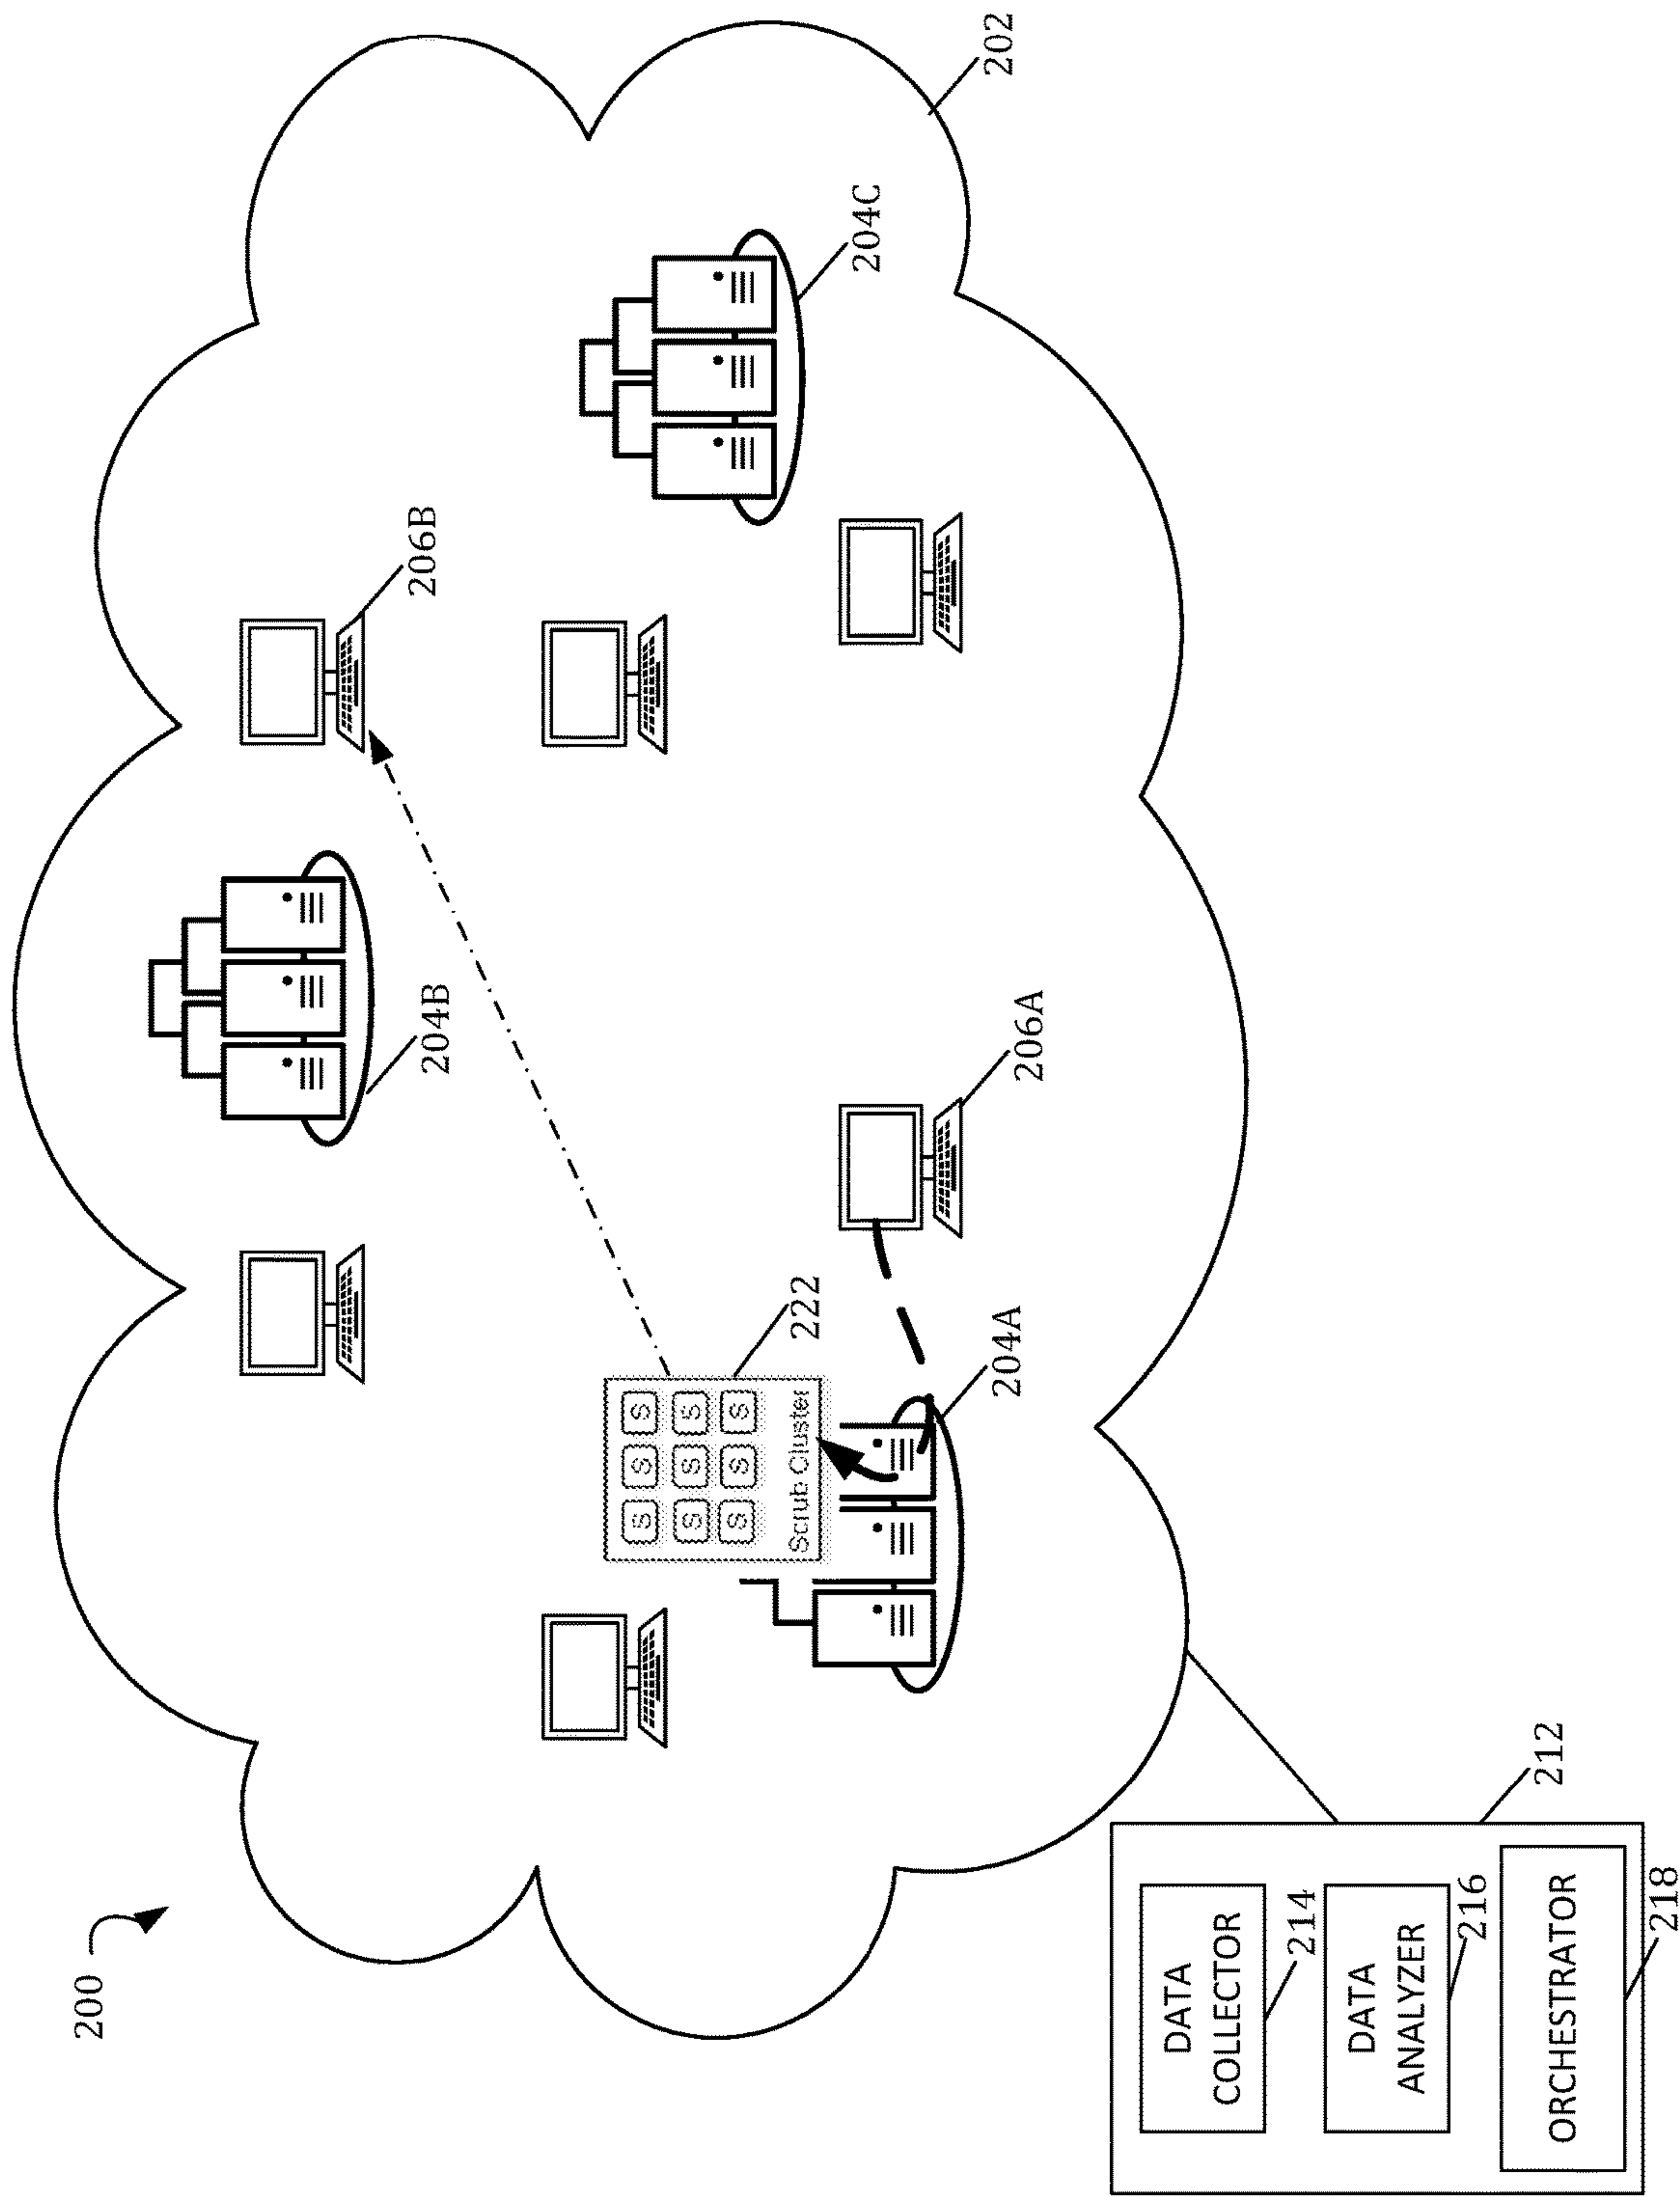 200
202
204B
206B
204C
S S S
S S S
S S S
Scrub Cluster
222
204A
206A
DATA
COLLECTOR
214
DATA
ANALYZER
216
ORCHESTRATOR
218
212